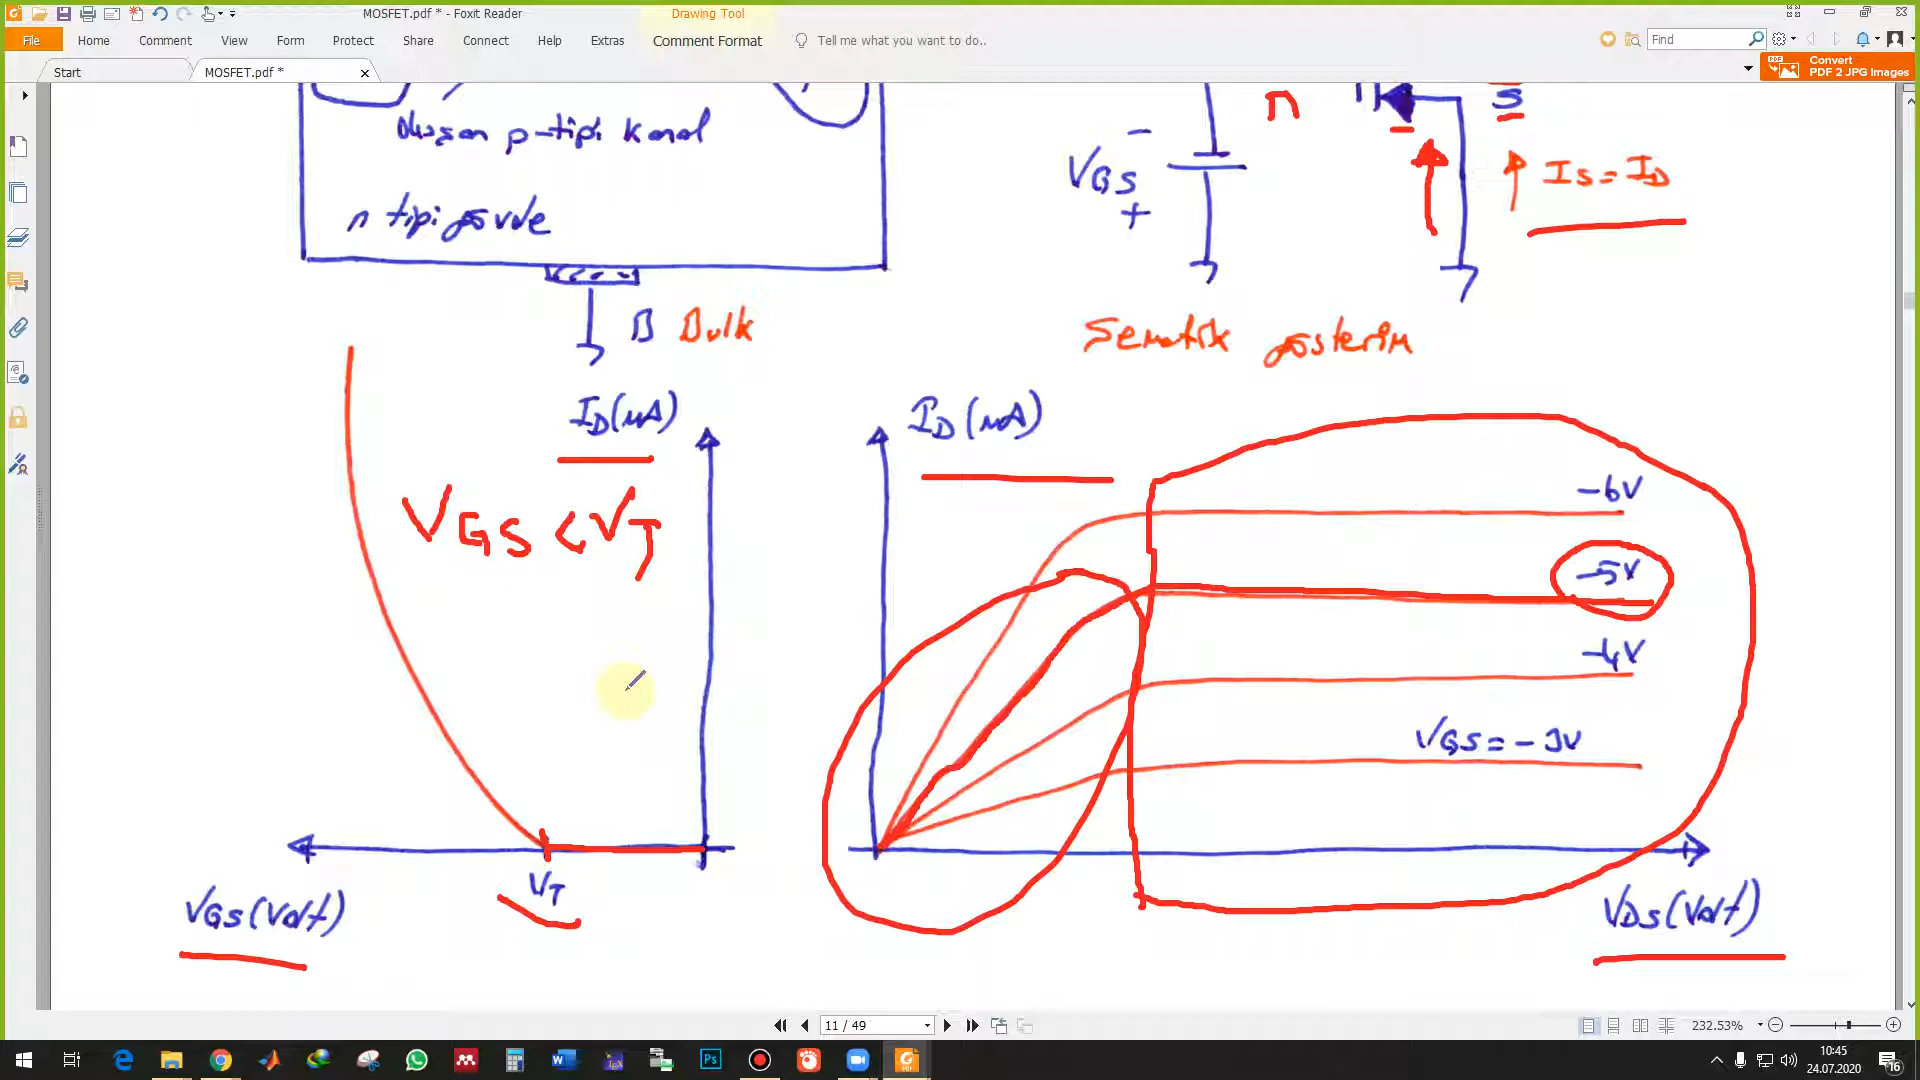 MOSFET.pdf * - Foxit Reader
Drawing Tool
File Home Comment View Form Protect Share Connect Help Extras Comment Format Tell me what you want to do.. Find
Start
MOSFET.pdf *
Convert
PDF 2 JPG Images
oluşan p-tipi kanal
n tipi gövde
B Bulk
n
S
-
VGS
+
IS = ID
Sematik gösterim
ID (mA)
VGS < VT
VT
VGS (Volt)
ID (mA)
-6V
-5V
-4V
VGS = -3V
VDS (Volt)
11 / 49
232.53%
10:45
24.07.2020
16